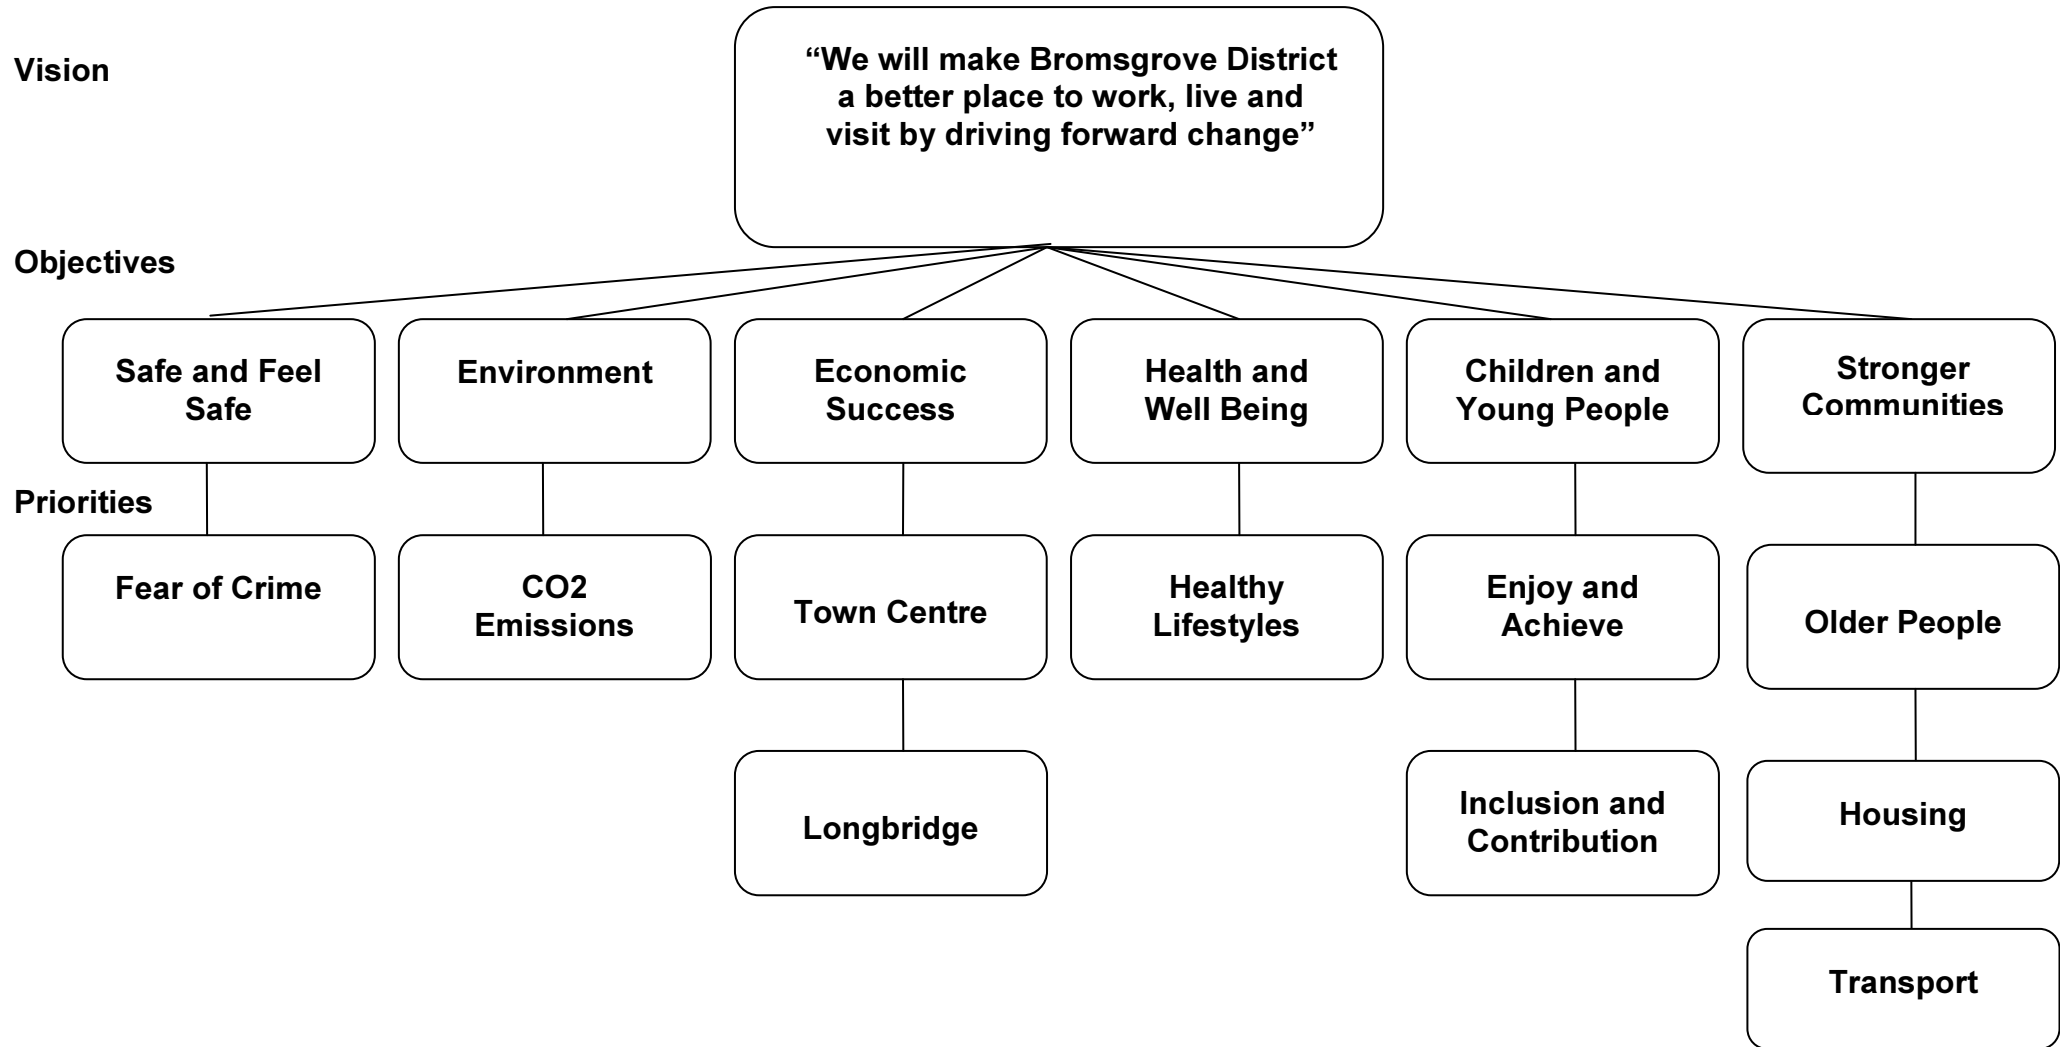 Vision
“We will make Bromsgrove District
a better place to work, live and
visit by driving forward change”
Objectives
Safe and Feel
Safe
Environment
Economic
Success
Health and
Well Being
Children and
Young People
Stronger
Communities
Priorities
Fear of Crime
CO2
Emissions
Town Centre
Healthy
Lifestyles
Enjoy and
Achieve
Older People
Longbridge
Inclusion and
Contribution
Housing
Transport